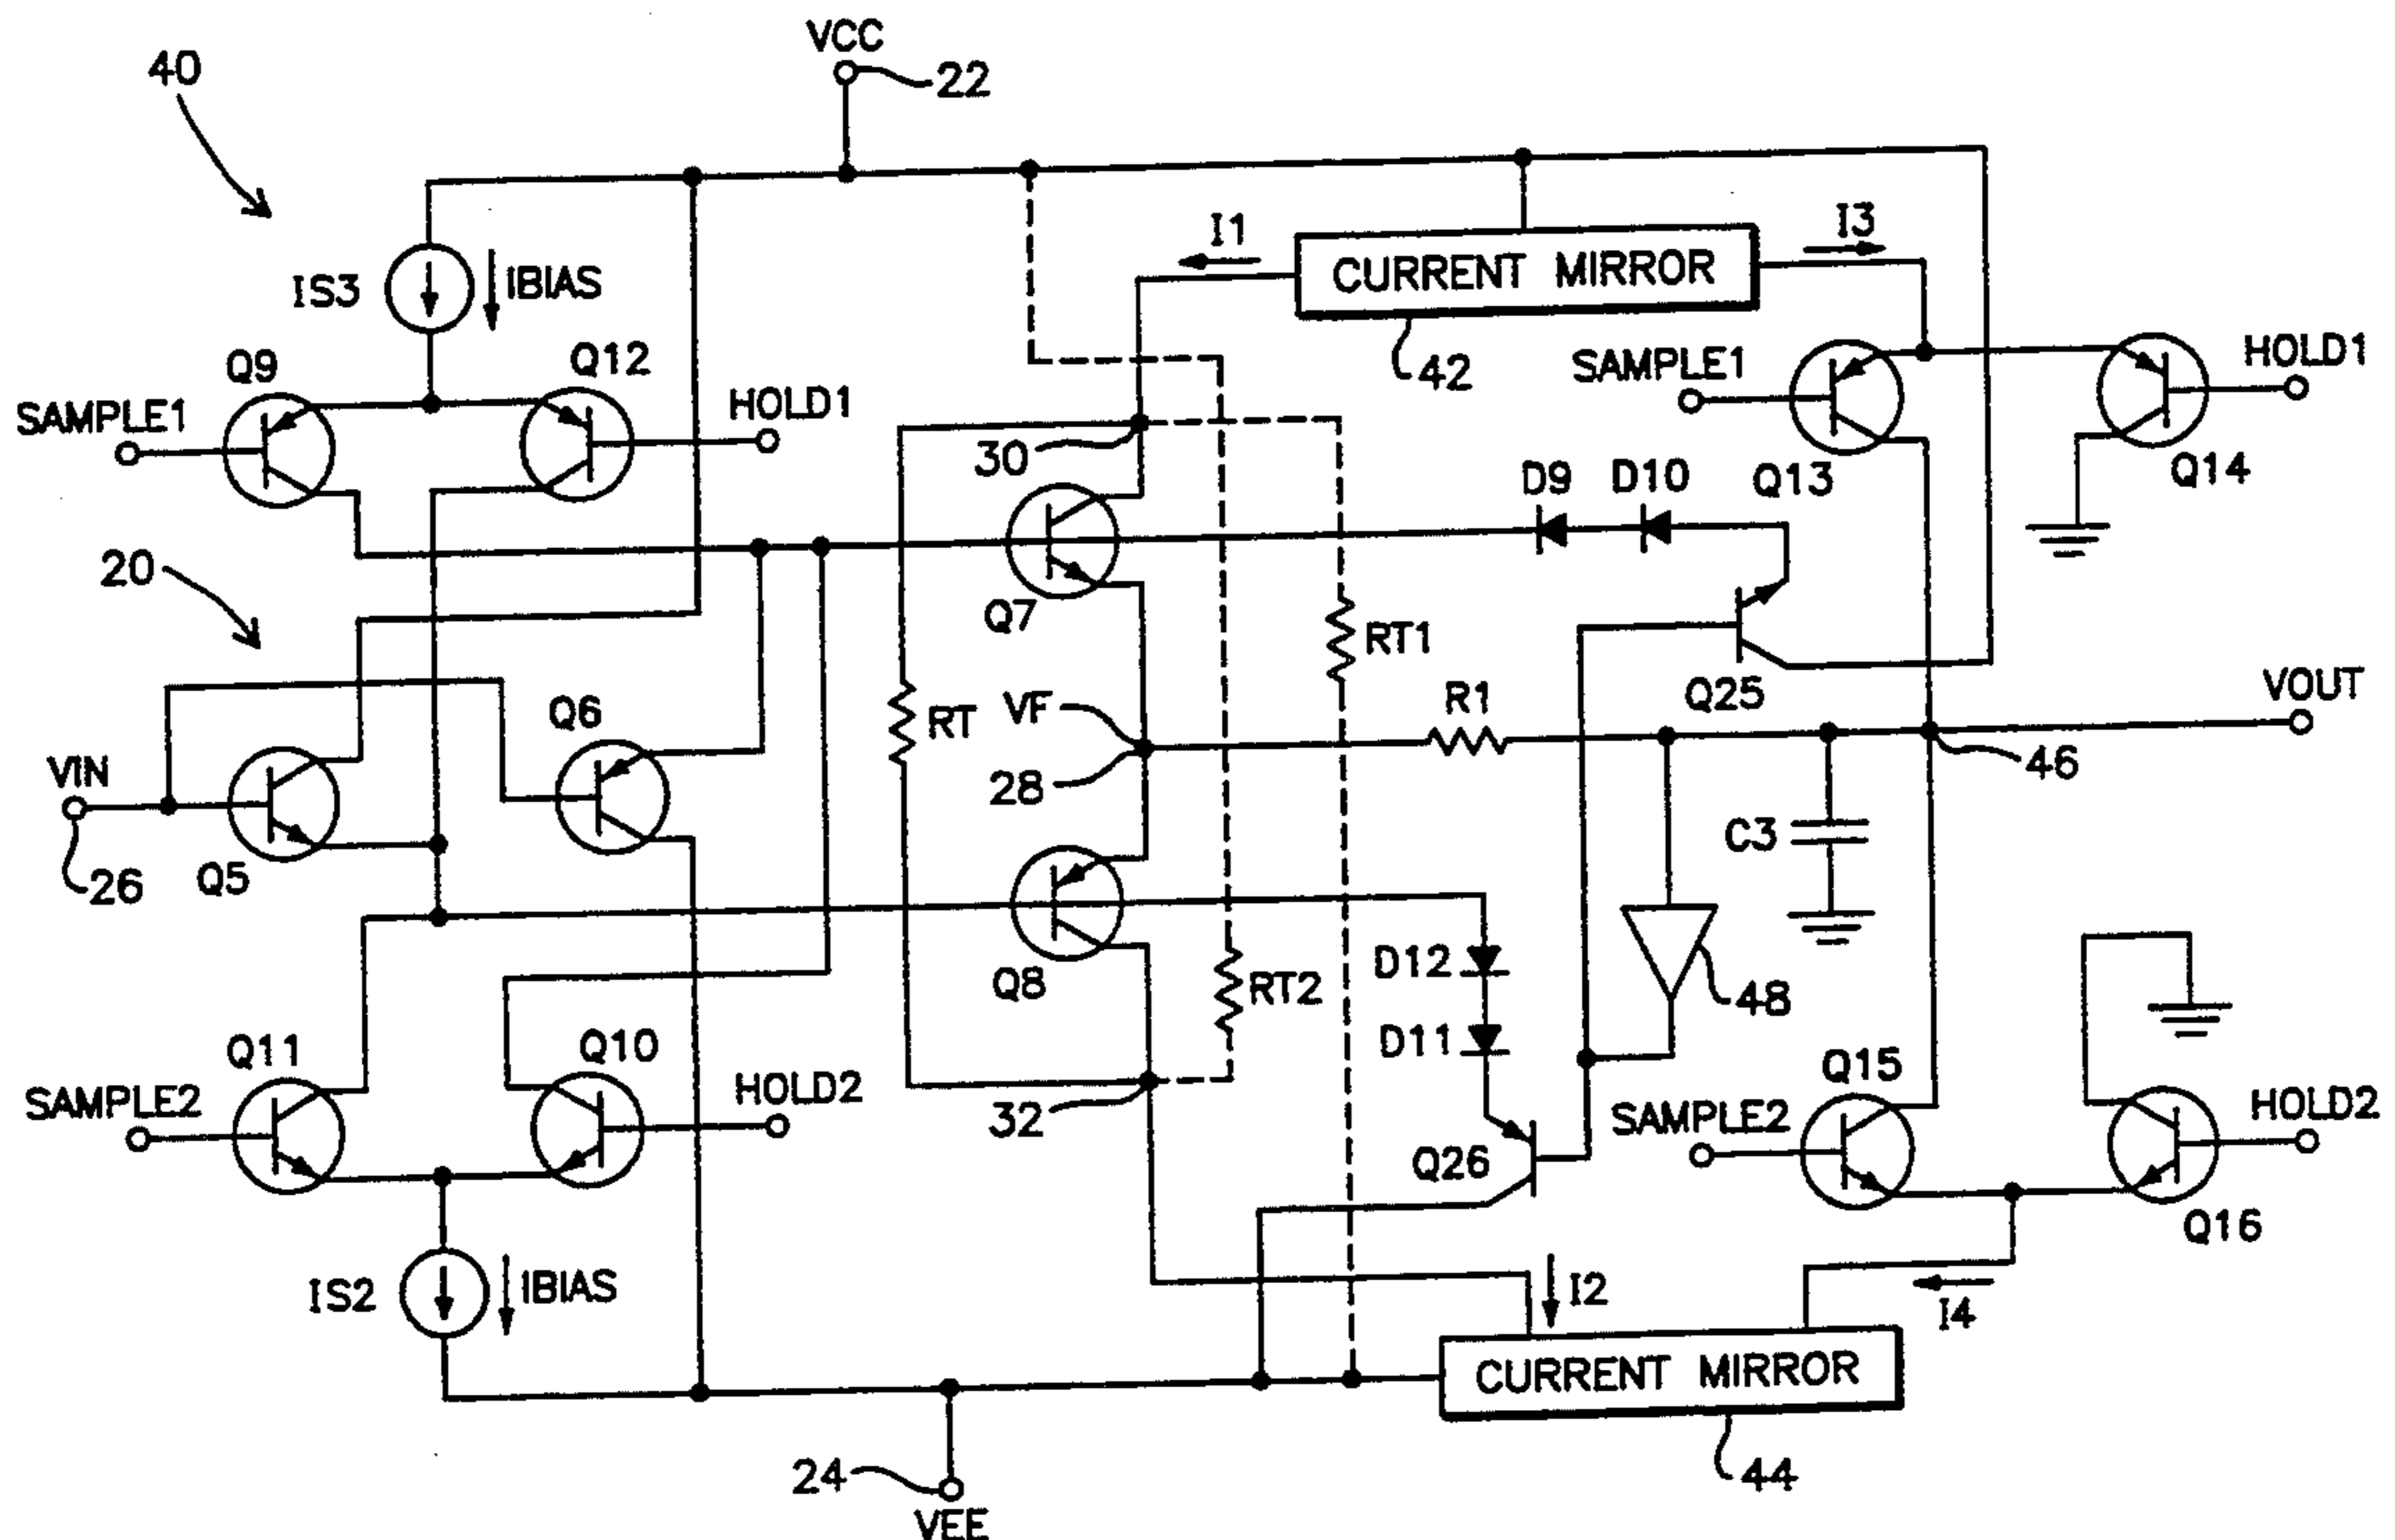 VCC
40
22
I1
I3
CURRENT MIRROR
IS3
IBIAS
42
Q9
Q12
SAMPLE1
HOLD1
SAMPLE1
HOLD1
30
Q13
Q14
D9
D10
20
Q7
RT1
Q25
VOUT
Q6
VF
RT
R1
VIN
28
46
Q5
26
C3
Q8
D12
RT2
48
Q11
Q10
D11
Q15
SAMPLE2
HOLD2
32
SAMPLE2
HOLD2
Q26
Q16
IS2
IBIAS
I2
I4
CURRENT MIRROR
24
44
VEE